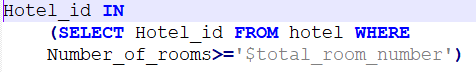 Hotel_id IN
(SELECT Hotel_id FROM hotel WHERE
Number_of_rooms>='$total_room_number')